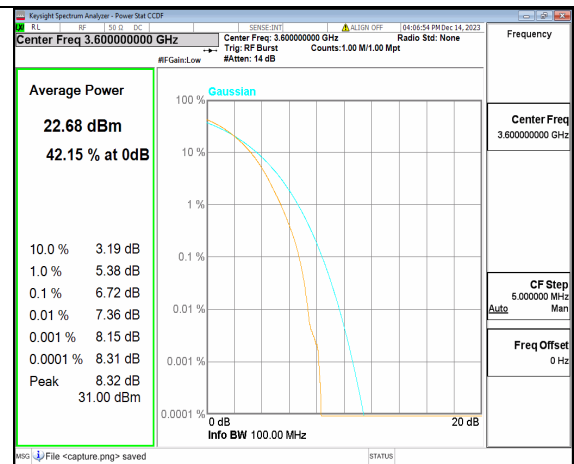 Keysight Spectrum Analyzer - Power Stat CCDF
RL RF 50 Ω DC SENSE:INT ALIGN OFF 04:06:54 PM Dec 14, 2023
Center Freq 3.600000000 GHz
Center Freq: 3.600000000 GHz Radio Std: None
Trig: RF Burst Counts:1.00 M/1.00 Mpt
#IFGain:Low #Atten: 14 dB
Frequency
Average Power
22.68 dBm
42.15 % at 0dB
10.0 % 3.19 dB
1.0 % 5.38 dB
0.1 % 6.72 dB
0.01 % 7.36 dB
0.001 % 8.15 dB
0.0001 % 8.31 dB
Peak 8.32 dB
31.00 dBm
Gaussian
100 %
10 %
1 %
0.1 %
0.01 %
0.001 %
0.0001 %
0 dB 20 dB
Info BW 100.00 MHz
Center Freq
3.600000000 GHz
CF Step
5.000000 MHz
Auto Man
Freq Offset
0 Hz
MSG File <capture.png> saved STATUS